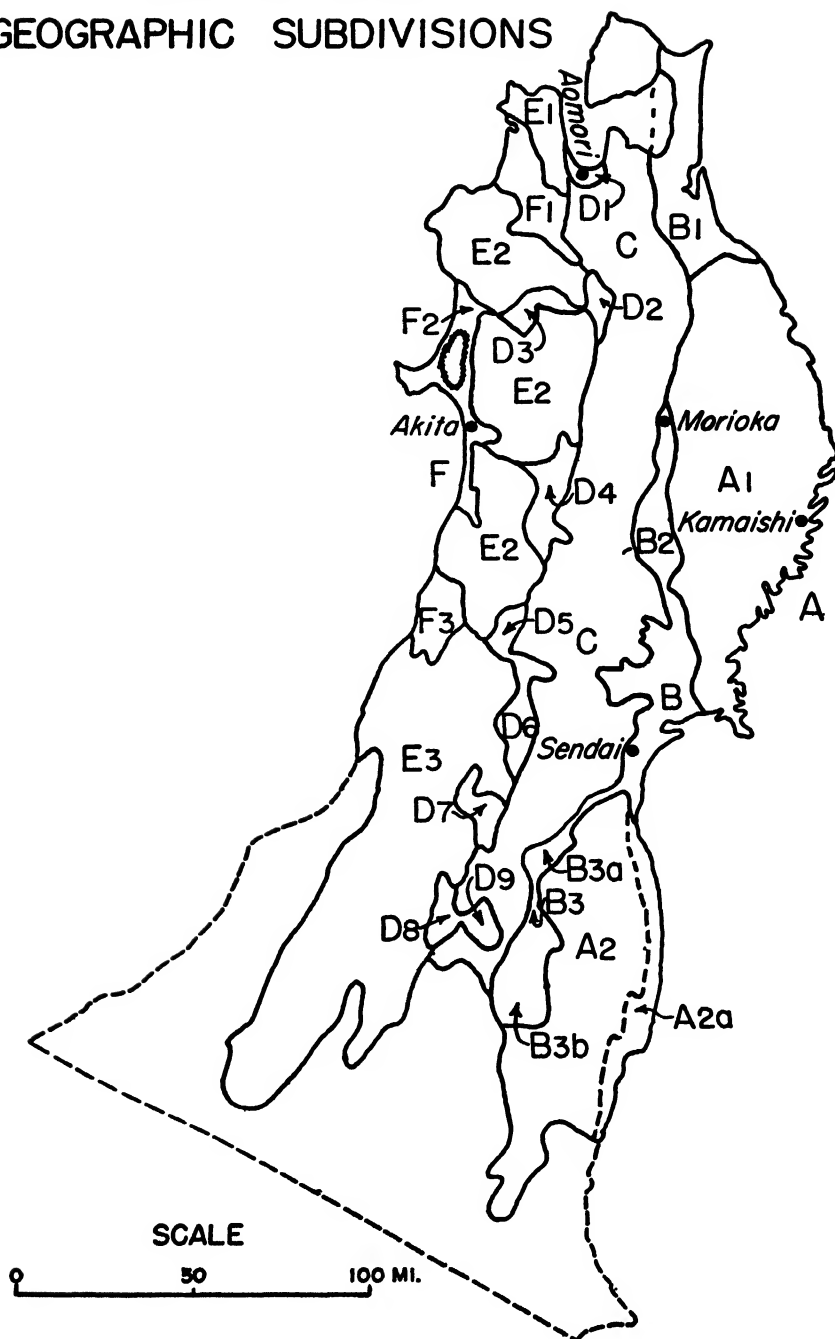 GEOGRAPHIC SUBDIVISIONS
Aomori
E1
D1
F1
C
B1
E2
F2
D2
D3
E2
Akita
Morioka
F
A1
D4
Kamaishi
E2
B2
A
F3
D5
C
B
D6
Sendai
E3
D7
B3a
D9
B3
D8
A2
A2a
B3b
SCALE
0 50 100 MI.